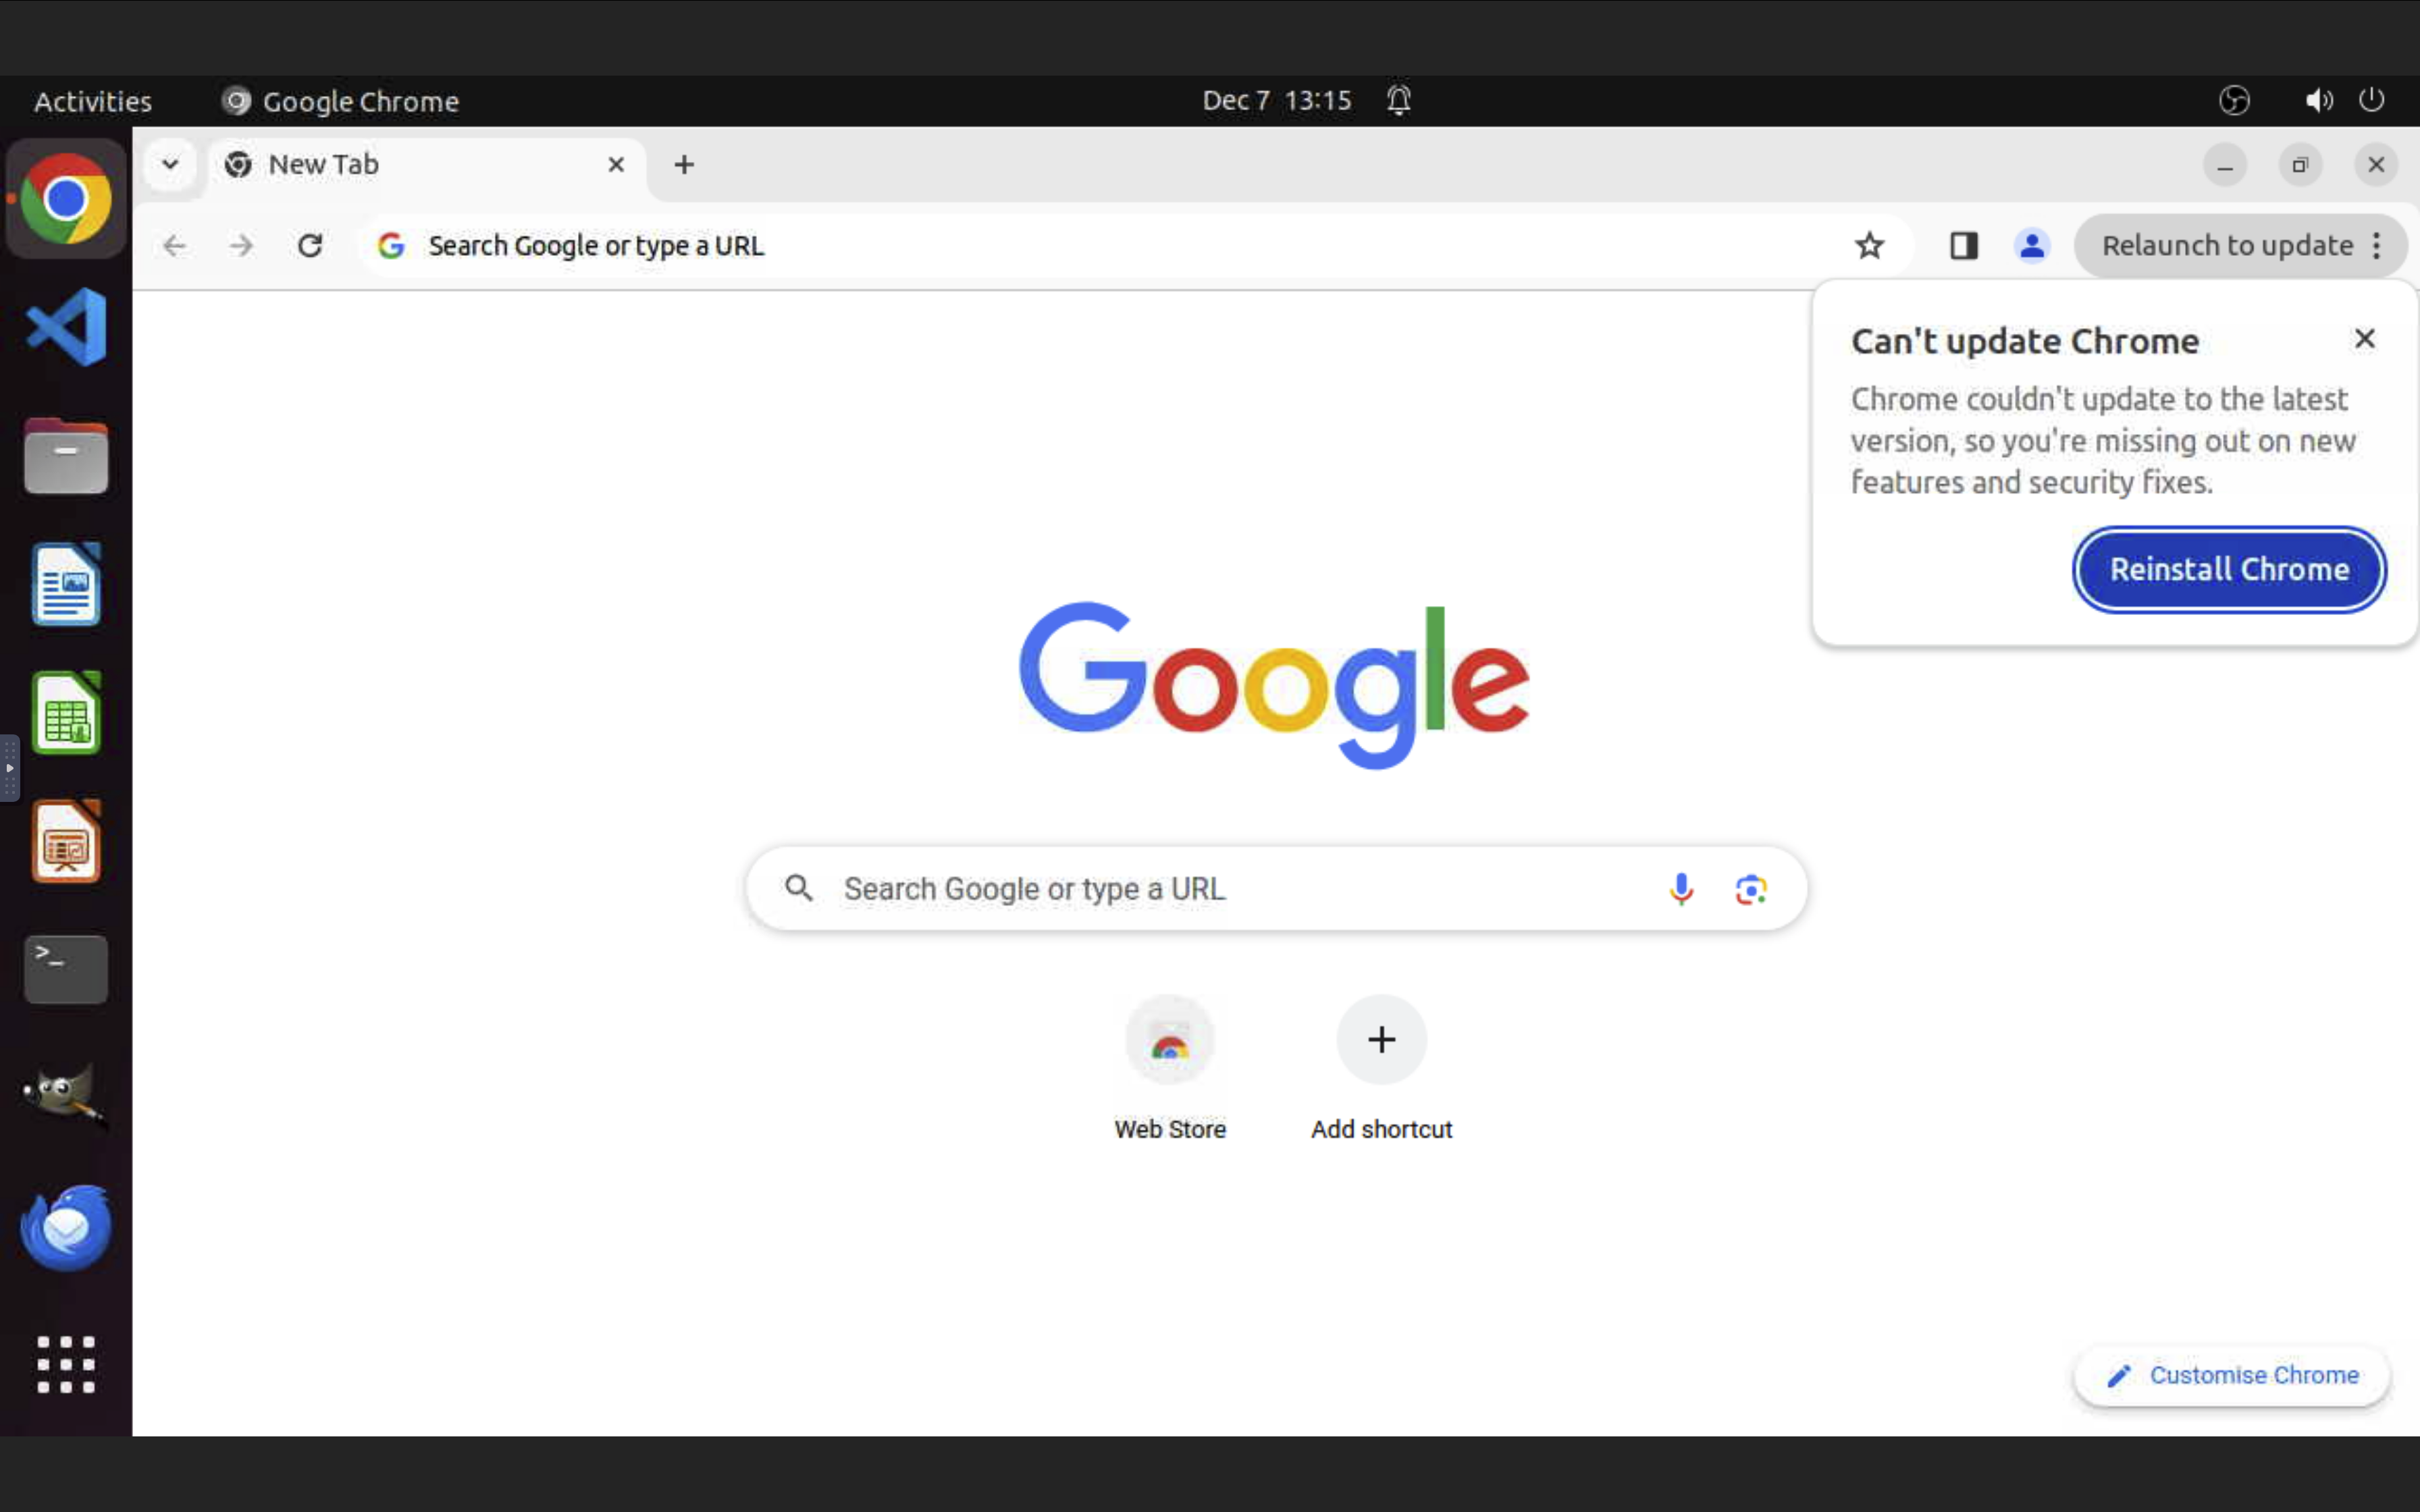 Activities
Google Chrome
Dec 7 13:15
New Tab
Search Google or type a URL
Relaunch to update
Can't update Chrome
Chrome couldn't update to the latest
version, so you're missing out on new
features and security fixes.
Reinstall Chrome
Google
Search Google or type a URL
Web Store
Add shortcut
Customise Chrome